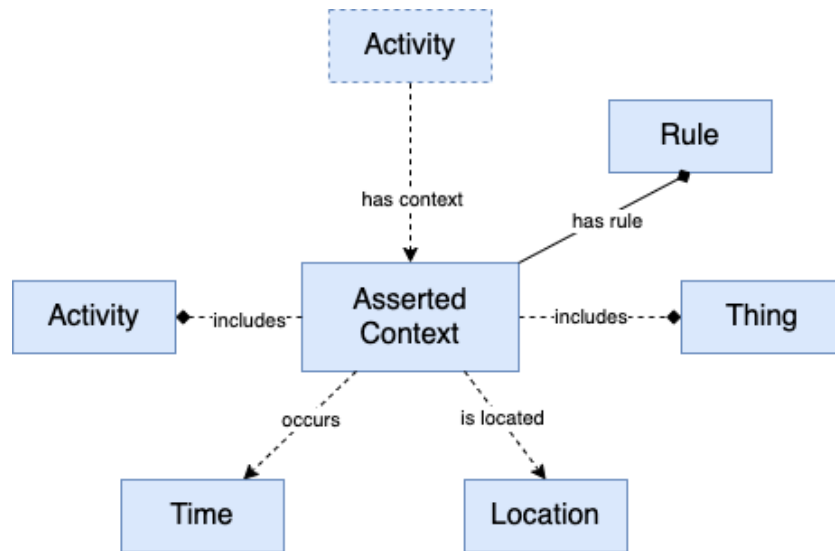 Activity
Rule
has context
has rule
Activity
includes
Asserted
Context
includes
Thing
occurs
is located
Time
Location